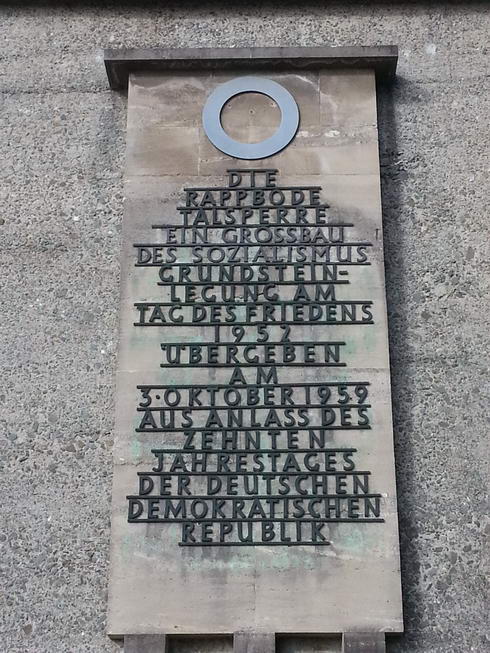 DIE
RAPPBODE
TALSPERRE
EIN GROSSBAU
DES SOZIALISMUS
GRUNDSTEIN-
LEGUNG AM
TAG DES FRIEDENS
1952
ÜBERGEBEN
AM
3·OKTOBER 1959
AUS ANLASS DES
ZEHNTEN
JAHRESTAGES
DER DEUTSCHEN
DEMOKRATISCHEN
REPUBLIK